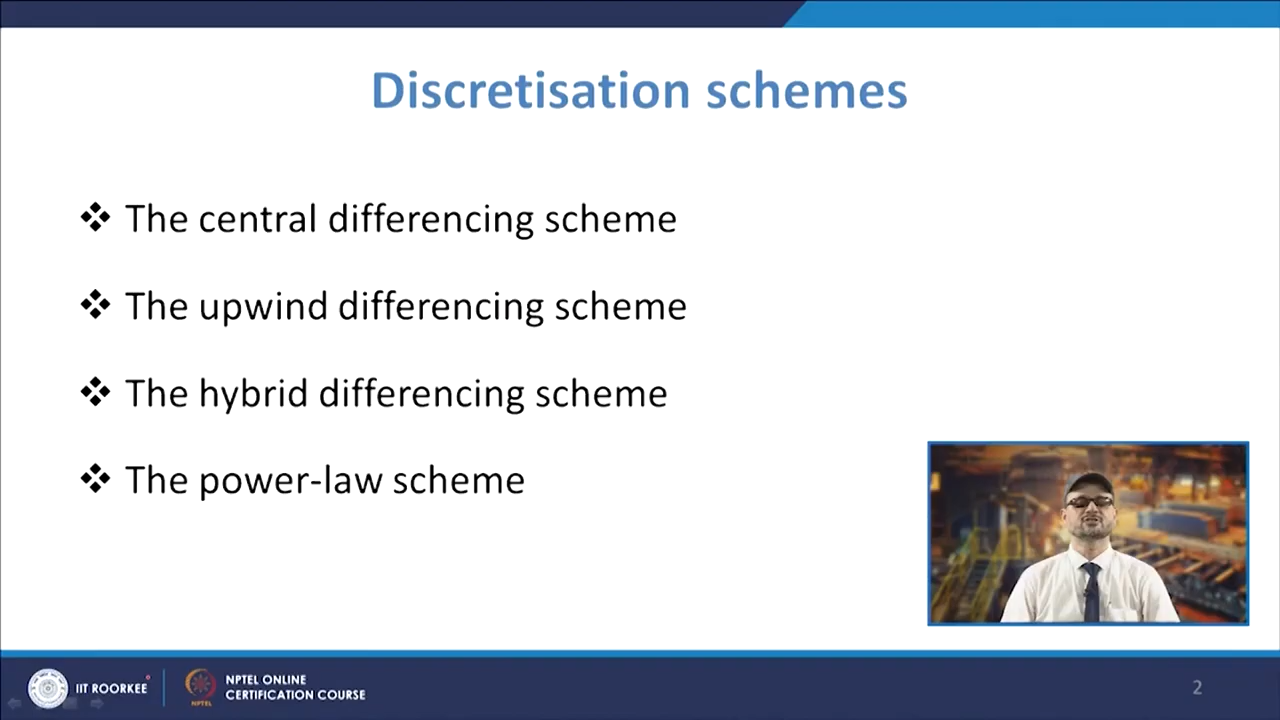 Discretisation schemes
The central differencing scheme
The upwind differencing scheme
The hybrid differencing scheme
The power-law scheme
IIT ROORKEE
NPTEL
NPTEL ONLINE
CERTIFICATION COURSE
2